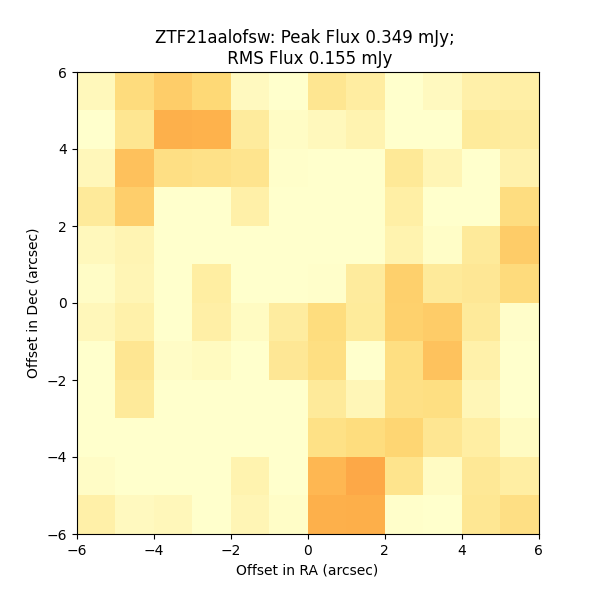 ZTF21aalofsw: Peak Flux 0.349 mJy;
RMS Flux 0.155 mJy
6
4
2
0
−2
−4
−6
Offset in Dec (arcsec)
−6 −4 −2 0 2 4 6
Offset in RA (arcsec)